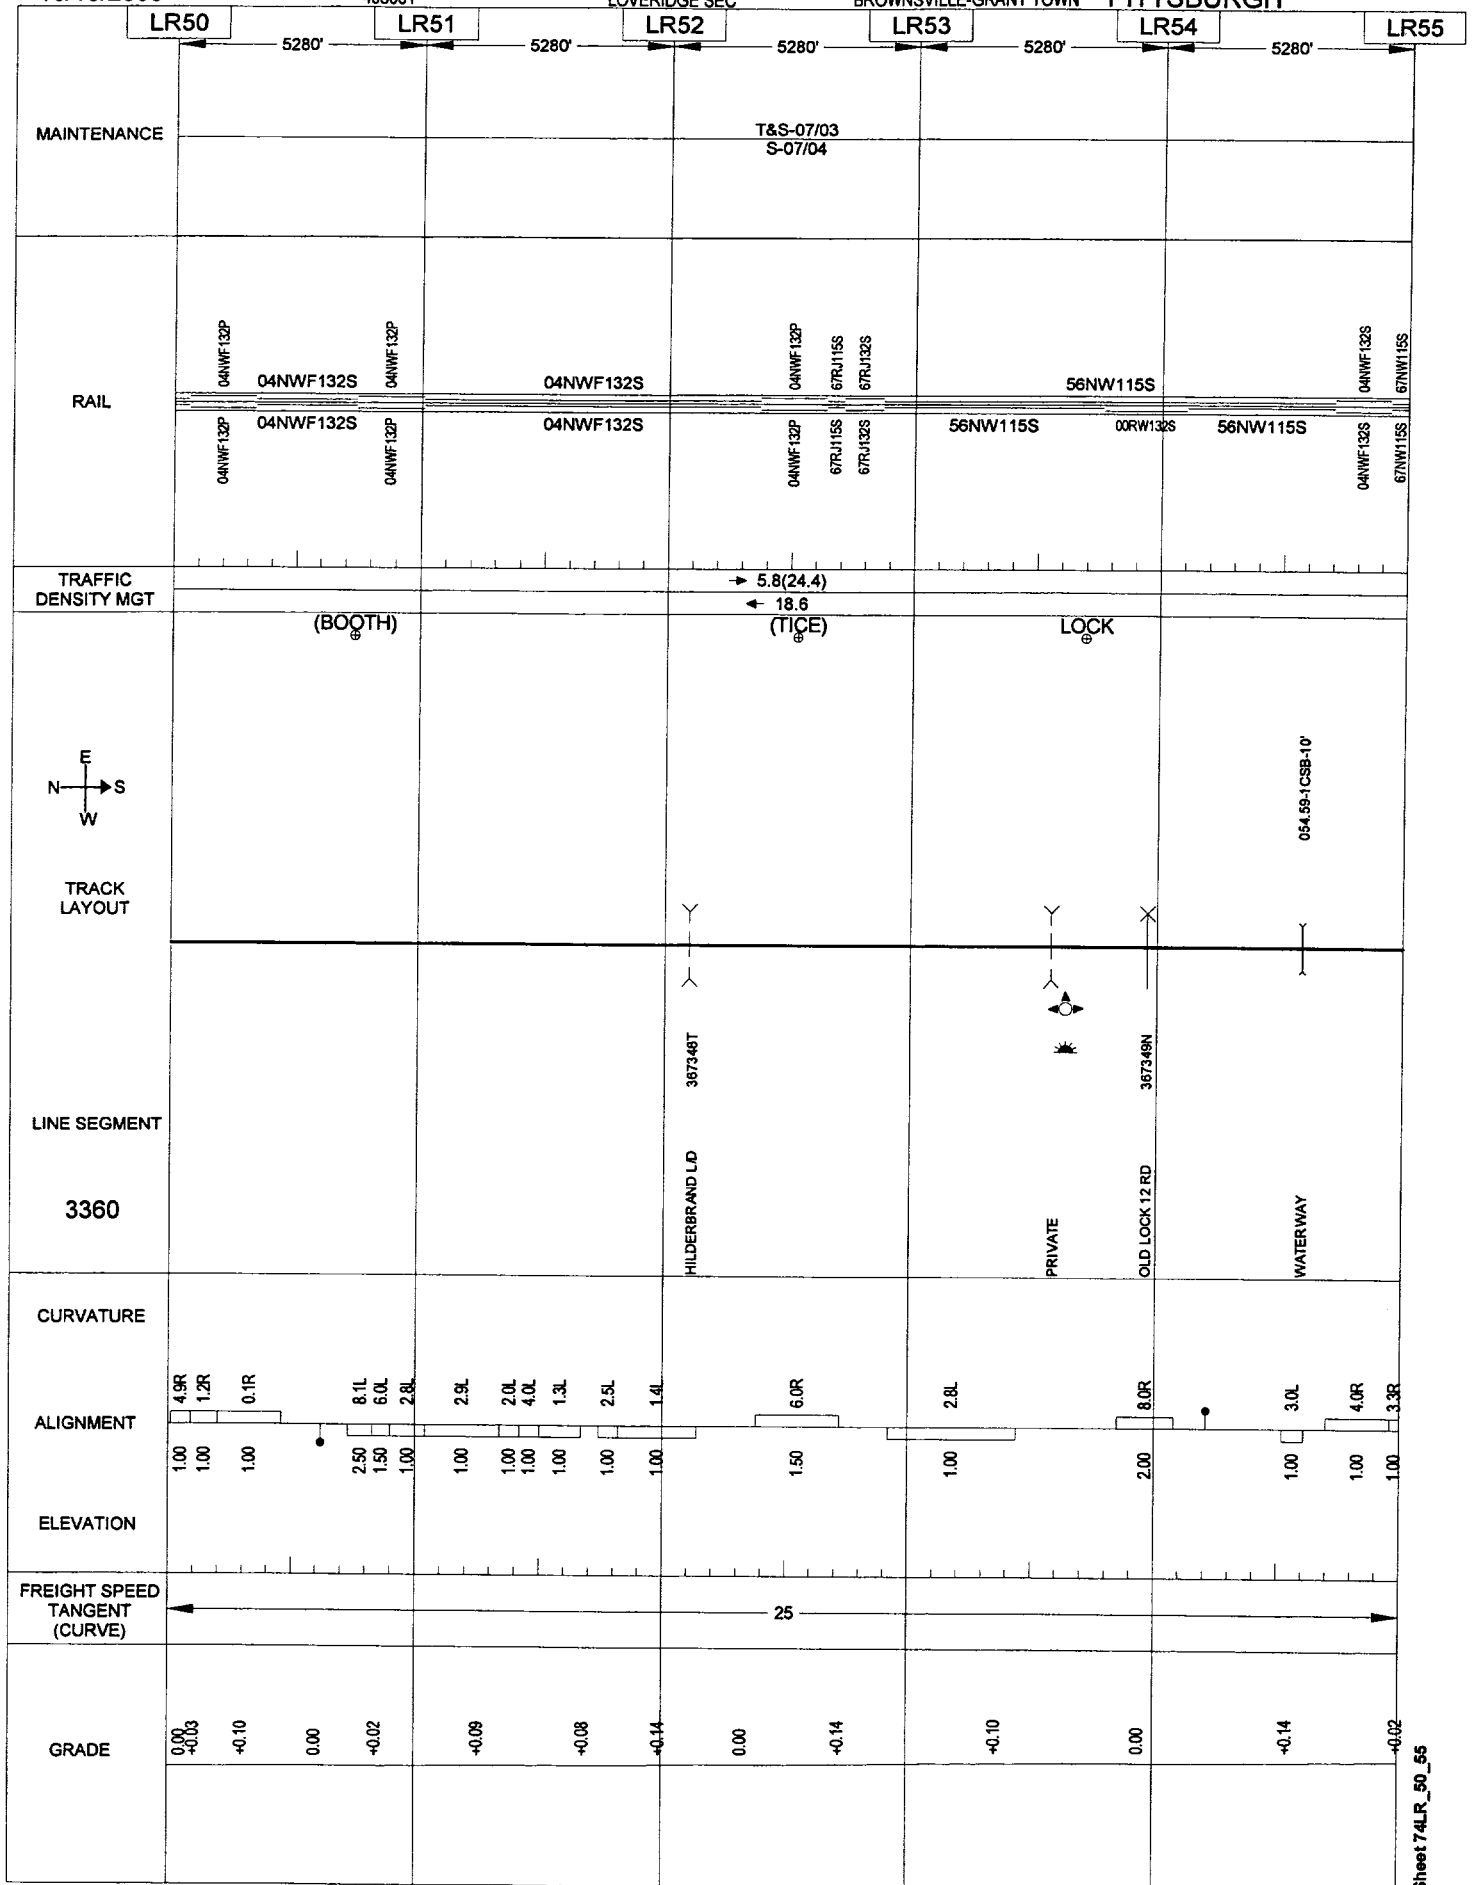 LOVERIDGE SEC
BROWNSVILLE-GRANT TOWN PITTSBURGH
LR50 LR51 LR52 LR53 LR54 LR55
5280' 5280' 5280' 5280' 5280'
MAINTENANCE
T&S-07/03
S-07/04
RAIL
04NWF132P 04NWF132S 04NWF132P 04NWF132S 04NWF132P 67RJ115S 67RJ132S 56NW115S 04NWF132S 67NW115S
04NWF132P 04NWF132S 04NWF132P 04NWF132S 04NWF132P 67RJ115S 67RJ132S 56NW115S 00RW132S 56NW115S 04NWF132S 67NW115S
TRAFFIC
DENSITY MGT
5.8(24.4)
18.6
(BOOTH) (TICE) LOCK
E
N S
W
054.59-1CSB-10'
TRACK
LAYOUT
367348T 367349N
LINE SEGMENT
3360
HILDERBRAND L/D PRIVATE OLD LOCK 12 RD WATERWAY
CURVATURE
4.9R 1.2R 0.1R 8.1L 6.0L 2.8L 2.9L 2.0L 4.0L 1.3L 2.5L 1.4L 6.0R 2.8L 8.0R 3.0L 4.0R 3.3R
ALIGNMENT
1.00 1.00 1.00 2.50 1.50 1.00 1.00 1.00 1.00 1.00 1.00 1.00 1.50 1.00 2.00 1.00 1.00 1.00
ELEVATION
FREIGHT SPEED
TANGENT
(CURVE)
25
GRADE
0.00 +0.03 +0.10 0.00 +0.02 +0.09 +0.08 +0.14 0.00 +0.14 +0.10 0.00 +0.14 +0.02
Sheet 74LR_50_55